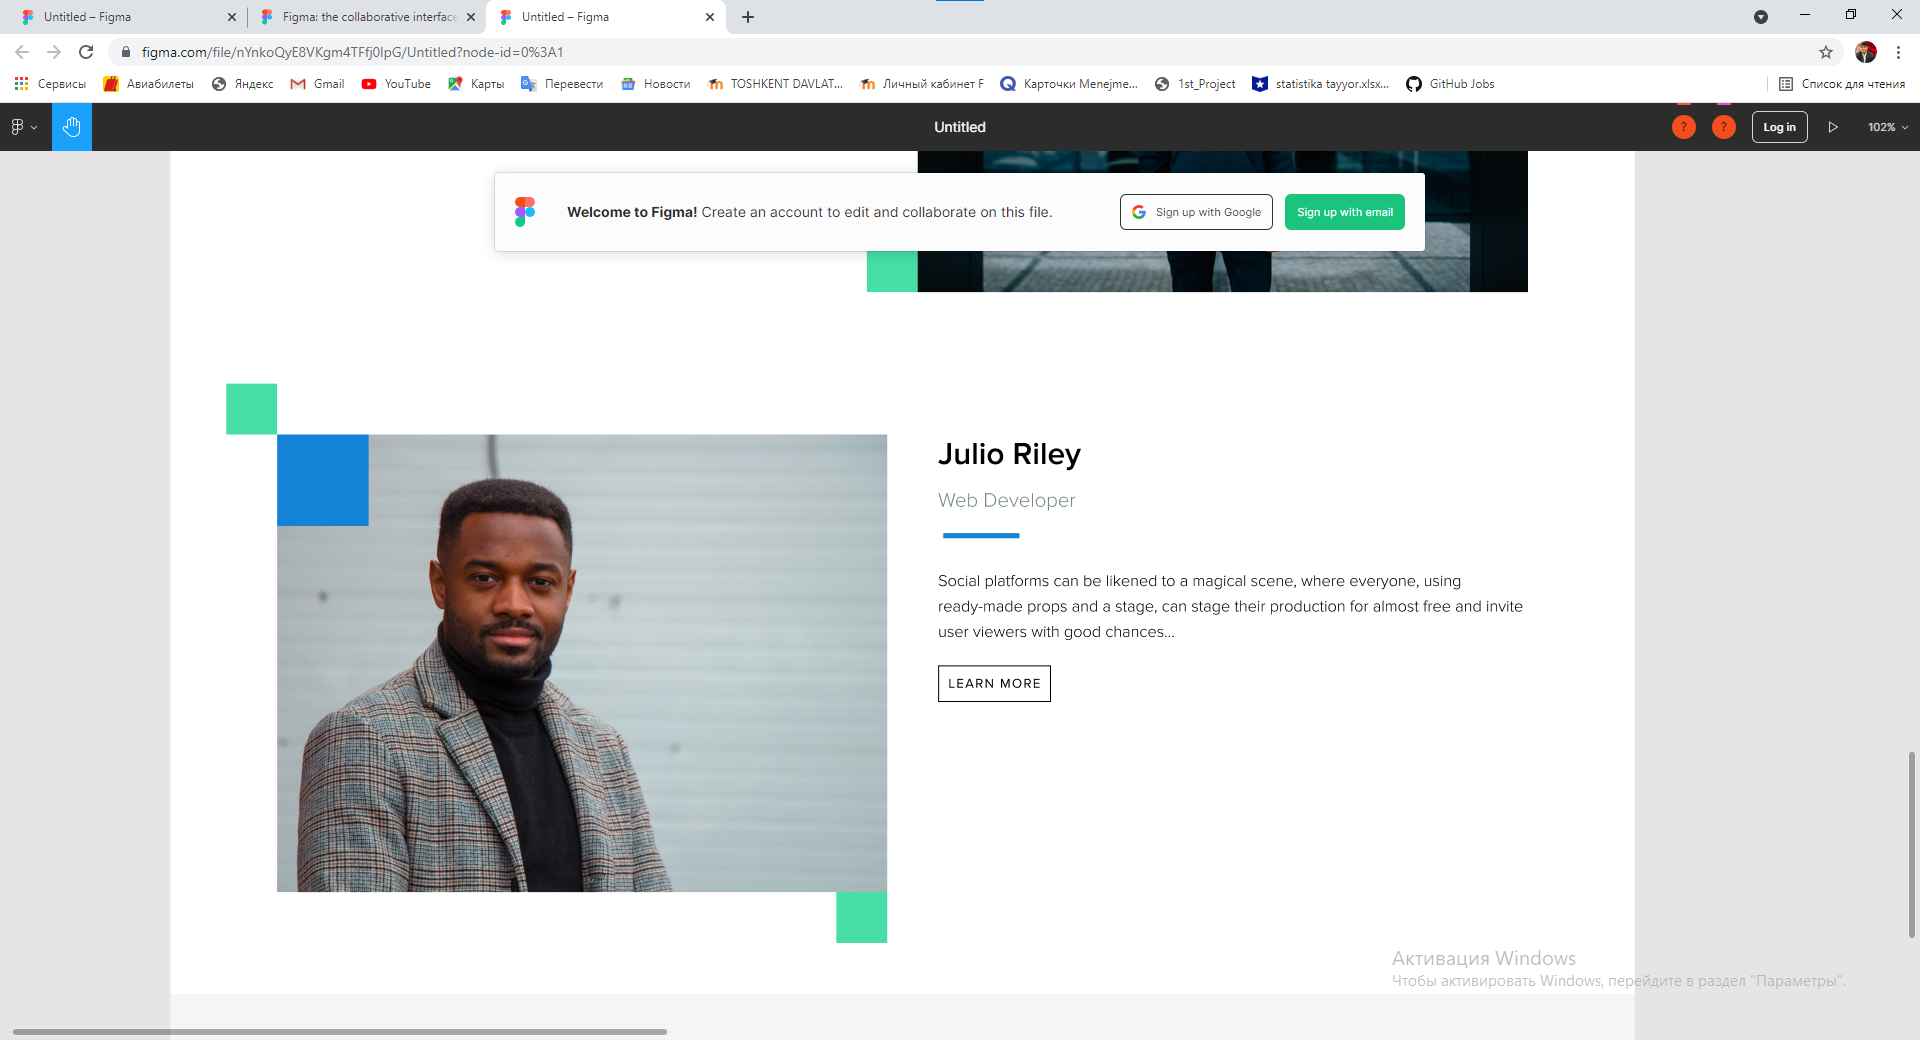 Untitled – Figma
Figma: the collaborative interface
Untitled – Figma
figma.com/file/nYnkoQyE8VKgm4TFfj0lpG/Untitled?node-id=0%3A1
Сервисы
Авиабилеты
Яндекс
Gmail
YouTube
Карты
Перевести
Новости
TOSHKENT DAVLAT...
Личный кабинет F
Карточки Menejme...
1st_Project
statistika tayyor.xlsx...
GitHub Jobs
Список для чтения
Untitled
?
?
Log in
102%
Welcome to Figma! Create an account to edit and collaborate on this file.
Sign up with Google
Sign up with email
Julio Riley
Web Developer
Social platforms can be likened to a magical scene, where everyone, using
ready-made props and a stage, can stage their production for almost free and invite
user viewers with good chances...
LEARN MORE
Активация Windows
Чтобы активировать Windows, перейдите в раздел "Параметры".